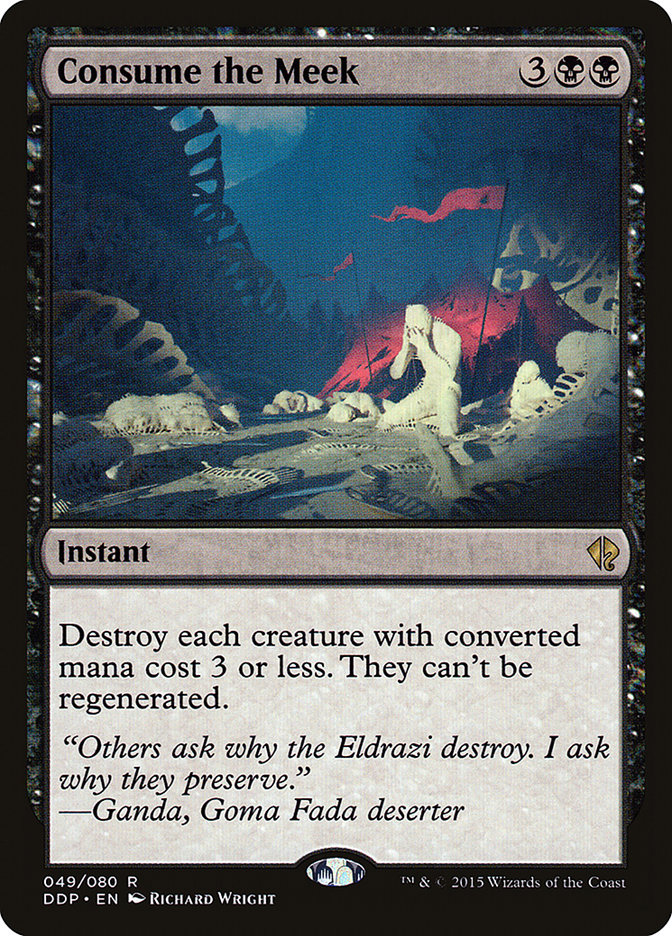 Consume the Meek 3
Instant
Destroy each creature with converted
mana cost 3 or less. They can't be
regenerated.
"Others ask why the Eldrazi destroy. I ask
why they preserve."
—Ganda, Goma Fada deserter
049/080 R
DDP • EN Richard Wright
™ & © 2015 Wizards of the Coast